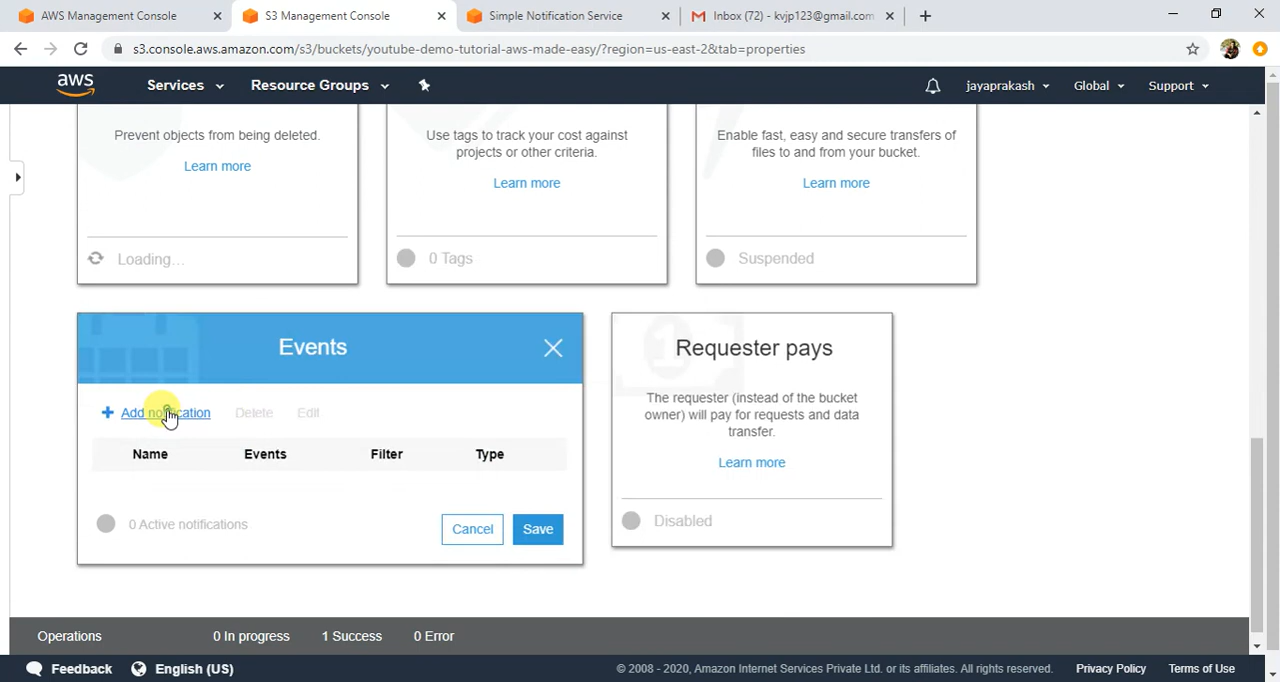 AWS Management Console
S3 Management Console
Simple Notification Service
Inbox (72) - kvjp123@gmail.com
s3.console.aws.amazon.com/s3/buckets/youtube-demo-tutorial-aws-made-easy/?region=us-east-2&tab=properties
aws
Services
Resource Groups
jayaprakash
Global
Support
Prevent objects from being deleted.
Learn more
Loading...
Use tags to track your cost against
projects or other criteria.
Learn more
0 Tags
Enable fast, easy and secure transfers of
files to and from your bucket.
Learn more
Suspended
Events
Add notification
Delete
Edit
Name
Events
Filter
Type
0 Active notifications
Cancel
Save
Requester pays
The requester (instead of the bucket
owner) will pay for requests and data
transfer.
Learn more
Disabled
Operations
0 In progress
1 Success
0 Error
Feedback
English (US)
© 2008 - 2020, Amazon Internet Services Private Ltd. or its affiliates. All rights reserved.
Privacy Policy
Terms of Use